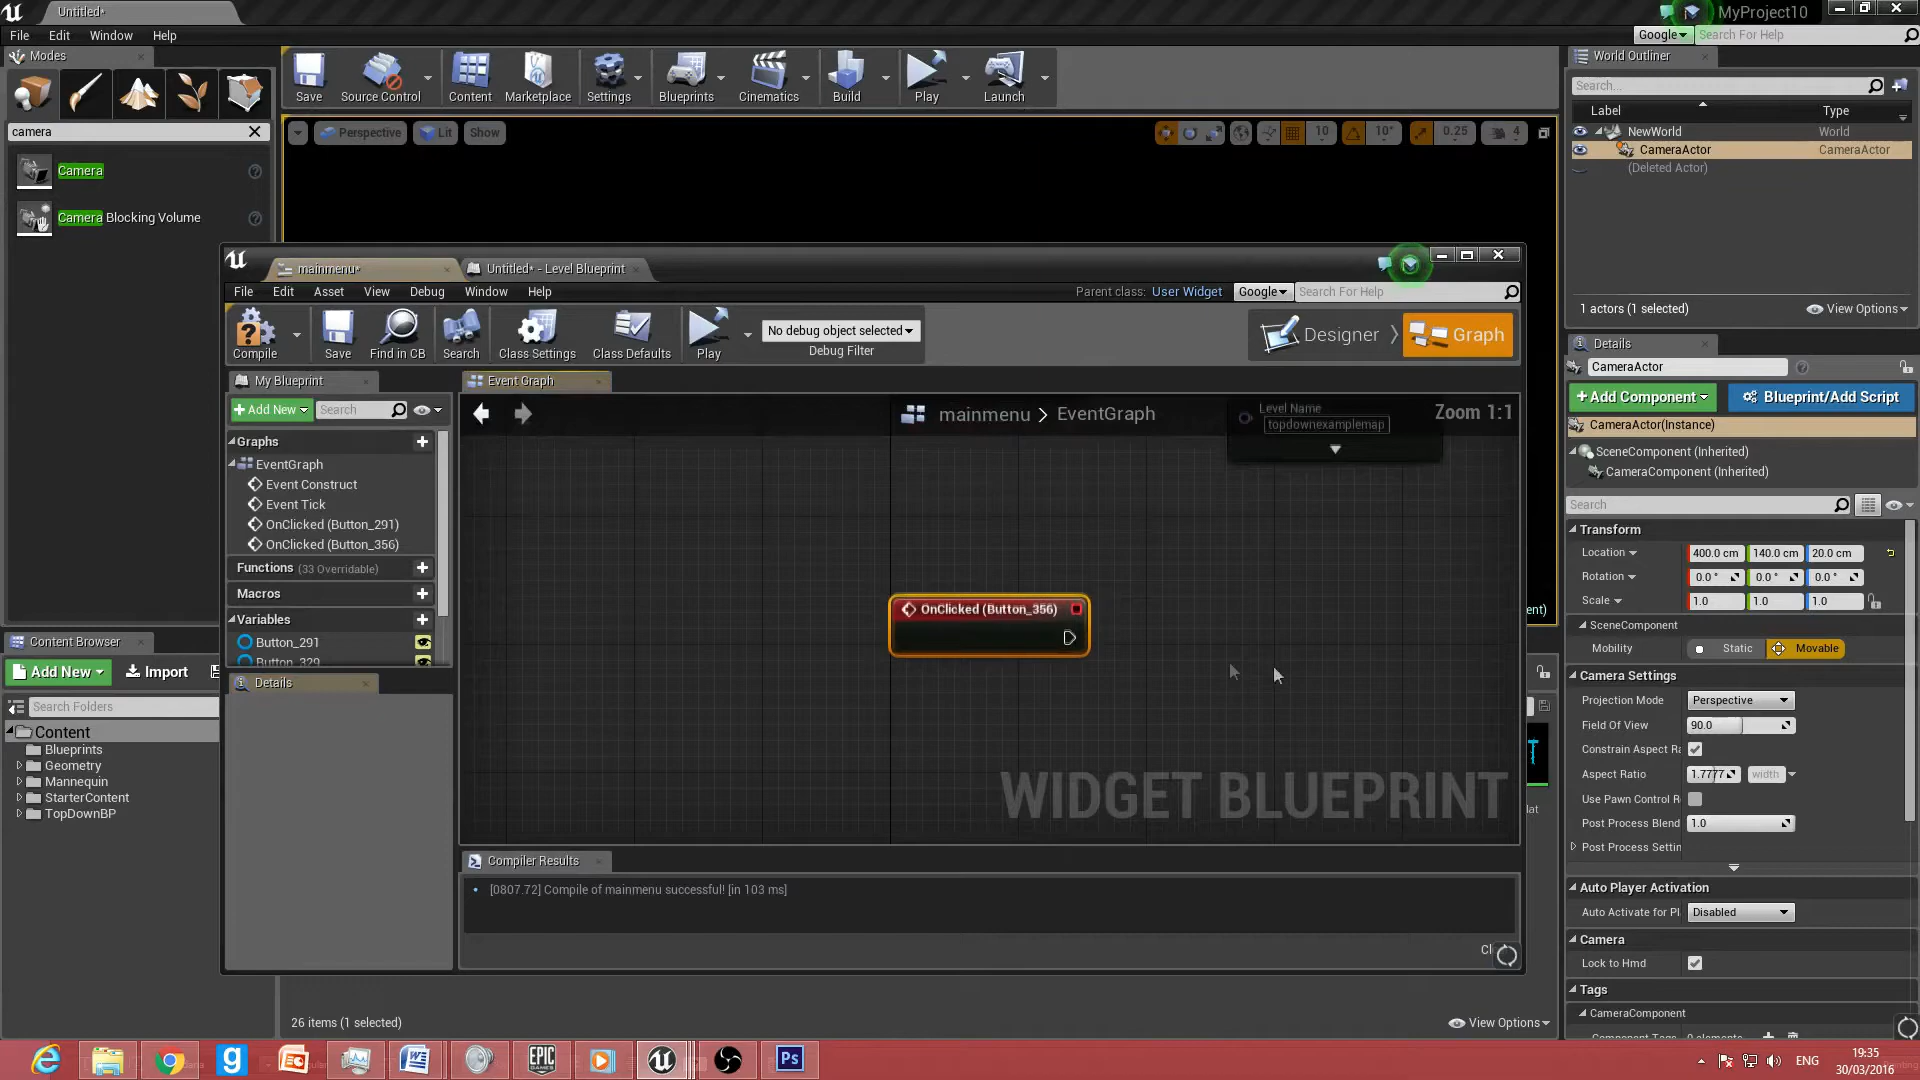 Untitled*
MyProject10
File Edit Window Help
Google Search For Help
Modes
camera
Camera
Camera Blocking Volume
Save Source Control Content Marketplace Settings Blueprints Cinematics Build Play Launch
Perspective Lit Show
10 10° 0.25 4
World Outliner
Search...
Label Type
NewWorld World
CameraActor CameraActor
(Deleted Actor)
1 actors (1 selected) View Options
mainmenu* Untitled* - Level Blueprint
File Edit Asset View Debug Window Help
Parent class: User Widget Google Search For Help
Compile Save Find in CB Search Class Settings Class Defaults Play
No debug object selected
Debug Filter
Designer Graph
My Blueprint
Add New Search
Graphs
EventGraph
Event Construct
Event Tick
OnClicked (Button_291)
OnClicked (Button_356)
Functions (33 Overridable)
Macros
Variables
Button_291
Button_329
Details
Event Graph
mainmenu > EventGraph
Zoom 1:1
Level Name
topdownexamplemap
OnClicked (Button_356)
WIDGET BLUEPRINT
Compiler Results
[0807.72] Compile of mainmenu successful! [in 103 ms]
Content Browser
Add New Import
Search Folders
Content
Blueprints
Geometry
Mannequin
StarterContent
TopDownBP
26 items (1 selected)
View Options
Details
CameraActor
Add Component Blueprint/Add Script
CameraActor(Instance)
SceneComponent (Inherited)
CameraComponent (Inherited)
Search
Transform
Location 400.0 cm 140.0 cm 20.0 cm
Rotation 0.0 ° 0.0 ° 0.0 °
Scale 1.0 1.0 1.0
SceneComponent
Mobility Static Movable
Camera Settings
Projection Mode Perspective
Field Of View 90.0
Constrain Aspect Ra
Aspect Ratio 1.7777 width
Use Pawn Control R
Post Process Blend 1.0
Post Process Settin
Auto Player Activation
Auto Activate for Pl Disabled
Camera
Lock to Hmd
Tags
CameraComponent
Component Tags 0 elements
ENG
19:35
30/03/2016